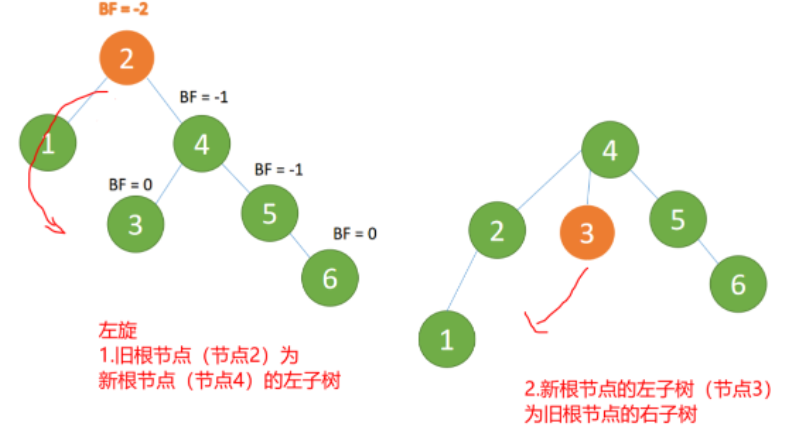 BF = -2
2
BF = -1
1
4
BF = 0
BF = -1
3
5
BF = 0
6
左旋
1.旧根节点（节点2）为
新根节点（节点4）的左子树
4
2
3
5
6
1
2.新根节点的左子树（节点3）
为旧根节点的右子树